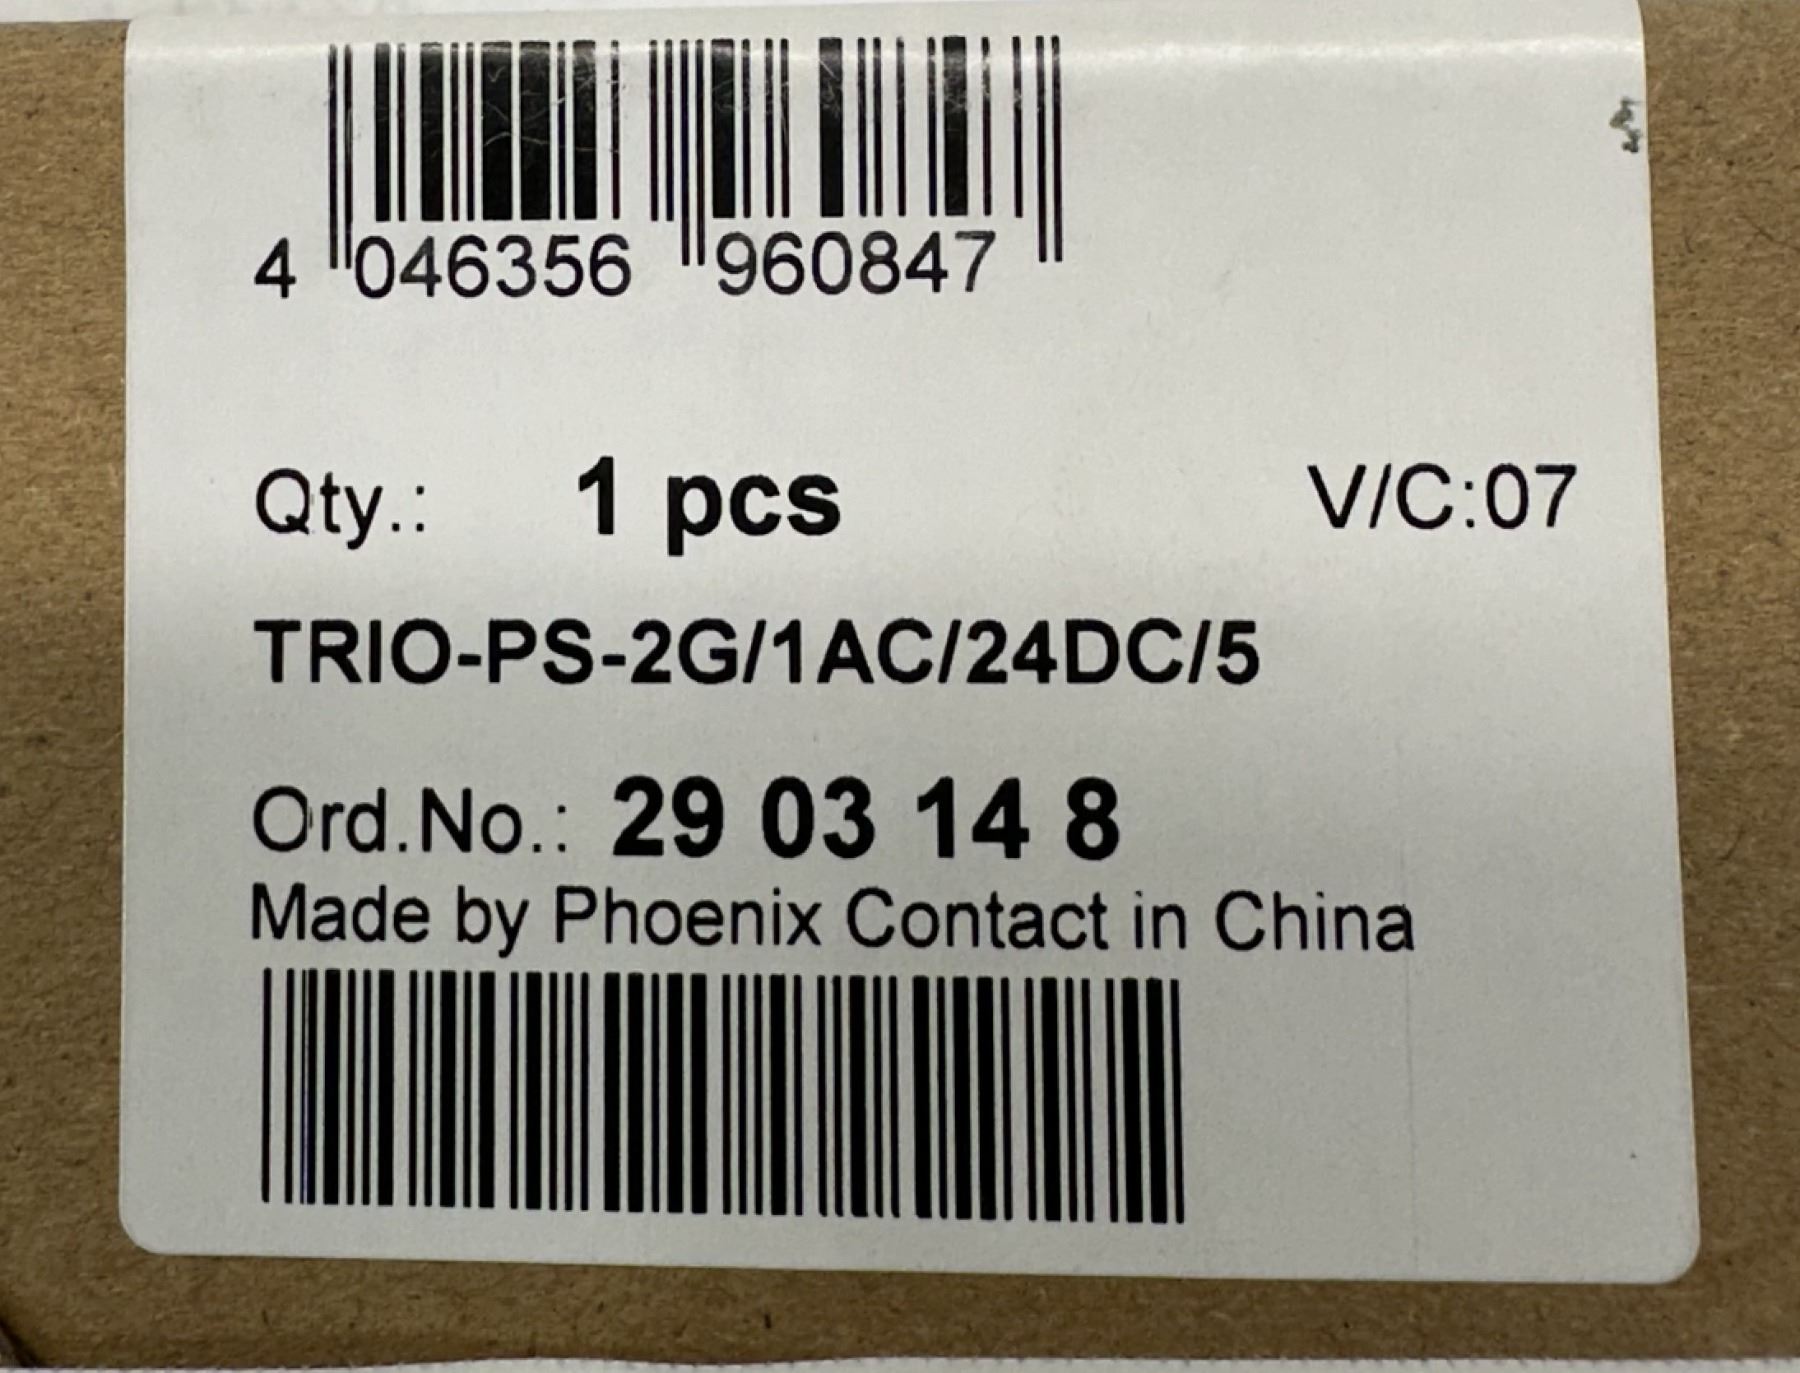 4 046356 960847
Qty.: 1 pcs V/C:07
TRIO-PS-2G/1AC/24DC/5
Ord.No.: 29 03 14 8
Made by Phoenix Contact in China